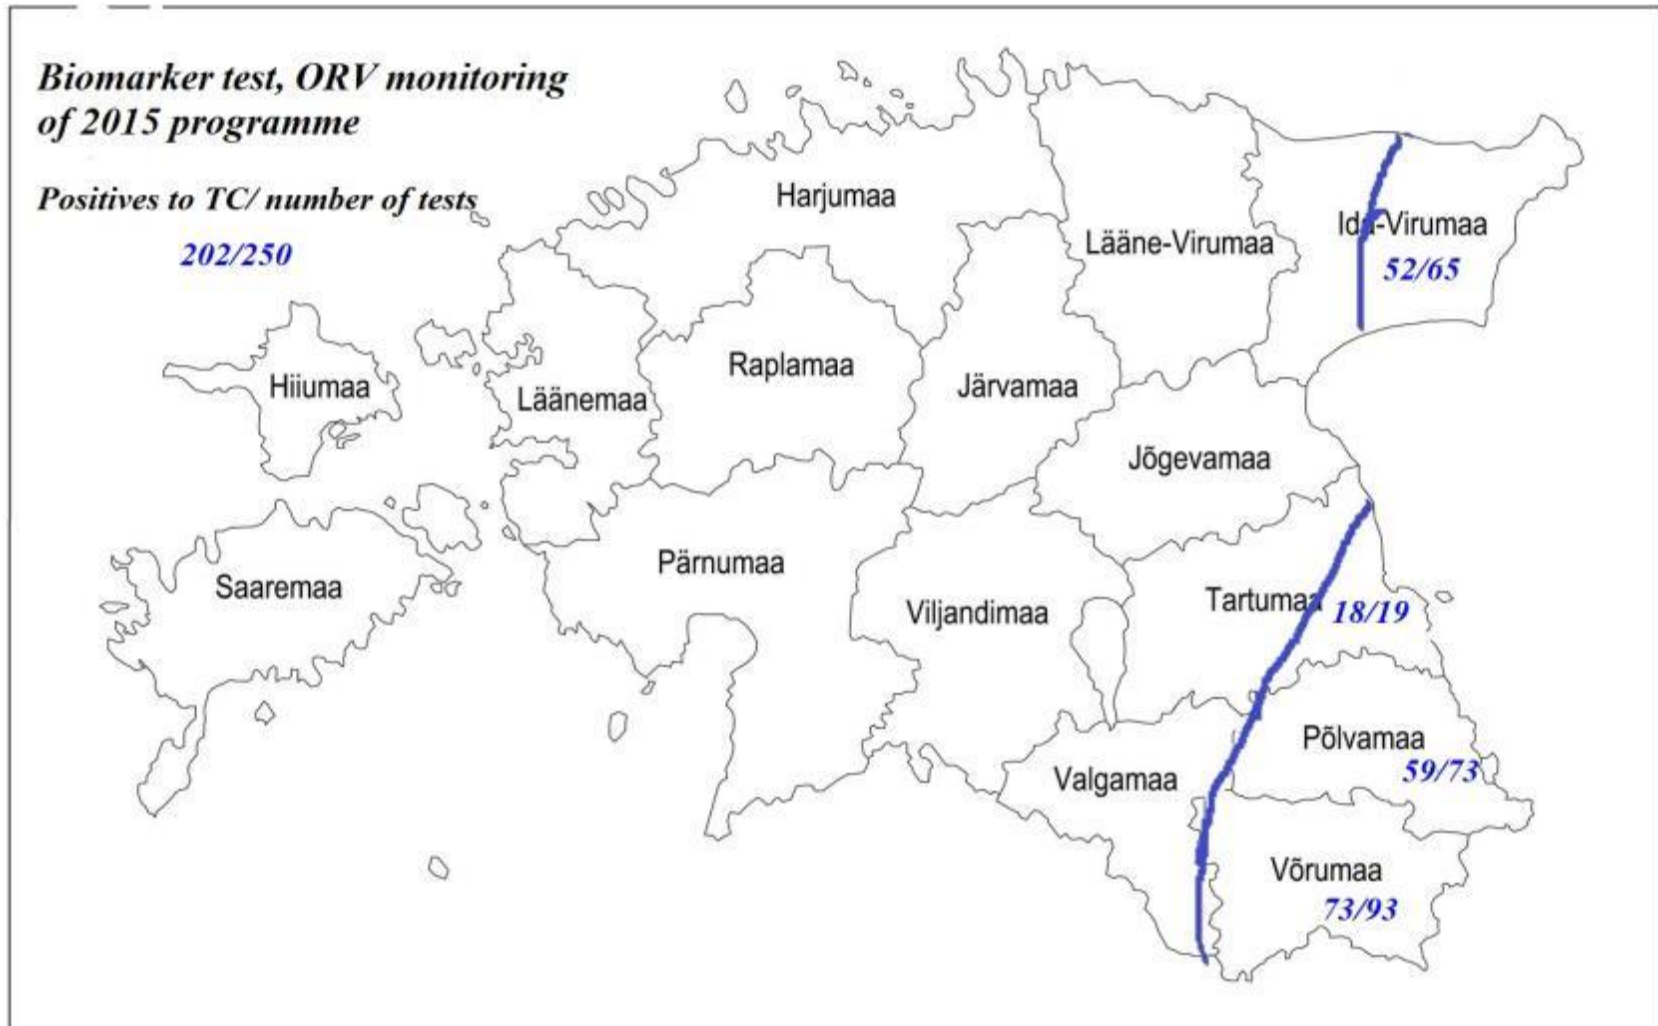 Biomarker test, ORV monitoring
of 2015 programme
Positives to TC/ number of tests
202/250
Harjumaa
Lääne-Virumaa
Ida-Virumaa
52/65
Hiiumaa
Läänemaa
Raplamaa
Järvamaa
Jõgevamaa
Saaremaa
Pärnumaa
Viljandimaa
Tartumaa
18/19
Valgamaa
Põlvamaa
59/73
Võrumaa
73/93